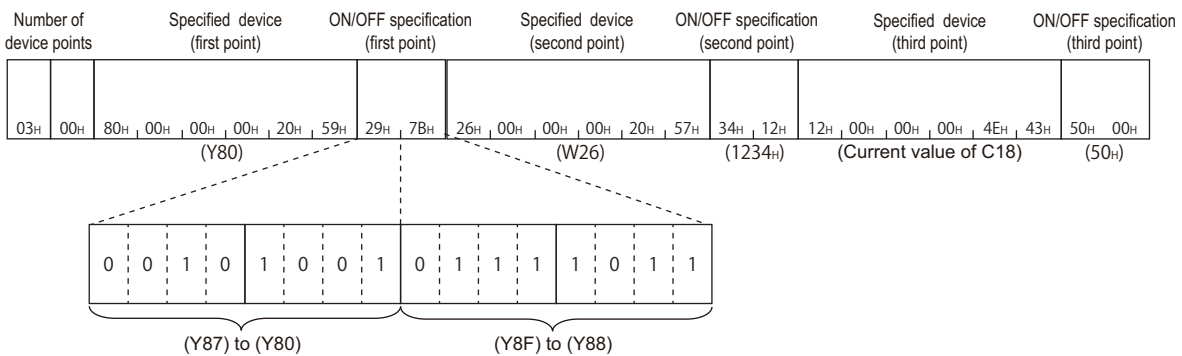 Number of device points
Specified device (first point)
ON/OFF specification (first point)
Specified device (second point)
ON/OFF specification (second point)
Specified device (third point)
ON/OFF specification (third point)
03H 00H 80H 00H 00H 00H 20H 59H 29H 7BH 26H 00H 00H 00H 20H 57H 34H 12H 12H 00H 00H 00H 4EH 43H 50H 00H
(Y80) (W26) (1234H) (Current value of C18) (50H)
0 0 1 0 1 0 0 1 0 1 1 1 1 0 1 1
(Y87) to (Y80) (Y8F) to (Y88)